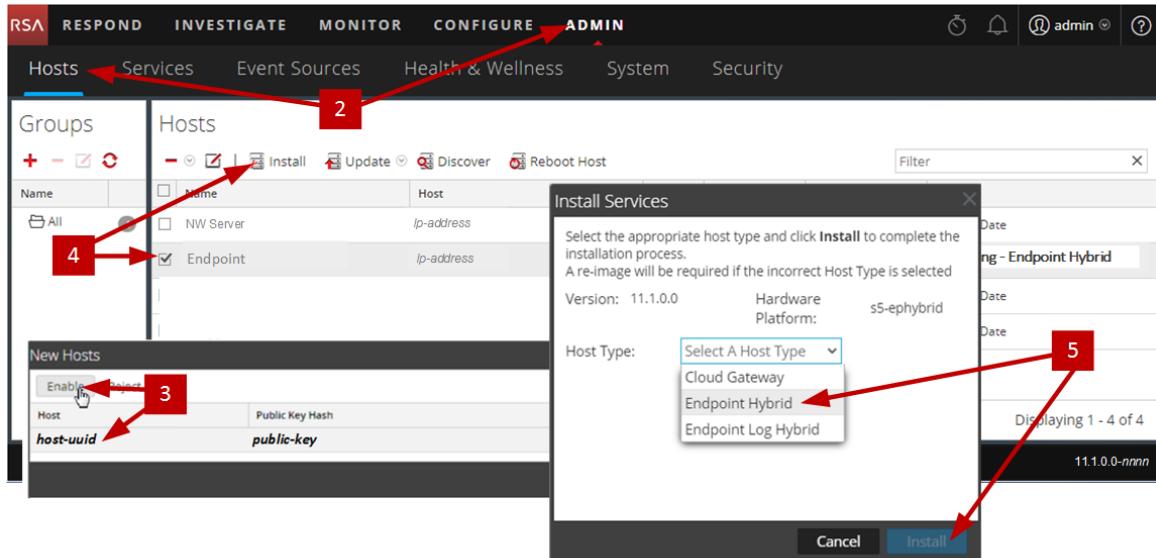 RSA RESPOND INVESTIGATE MONITOR CONFIGURE ADMIN admin
Hosts Services Event Sources Health & Wellness System Security
2
Groups
Hosts
Install Update Discover Reboot Host Filter
Name
Name Host
All
NW Server Ip-address Date
4
Endpoint Ip-address ng - Endpoint Hybrid
Date
Date
Install Services
Select the appropriate host type and click Install to complete the
installation process.
A re-image will be required if the incorrect Host Type is selected
Version: 11.1.0.0 Hardware
Platform: s5-ephybrid
Host Type: Select A Host Type
Cloud Gateway
Endpoint Hybrid
Endpoint Log Hybrid
5
New Hosts
Enable Reject
3
Host Public Key Hash
host-uuid public-key
Displaying 1 - 4 of 4
11.1.0.0-nnnn
Cancel Install